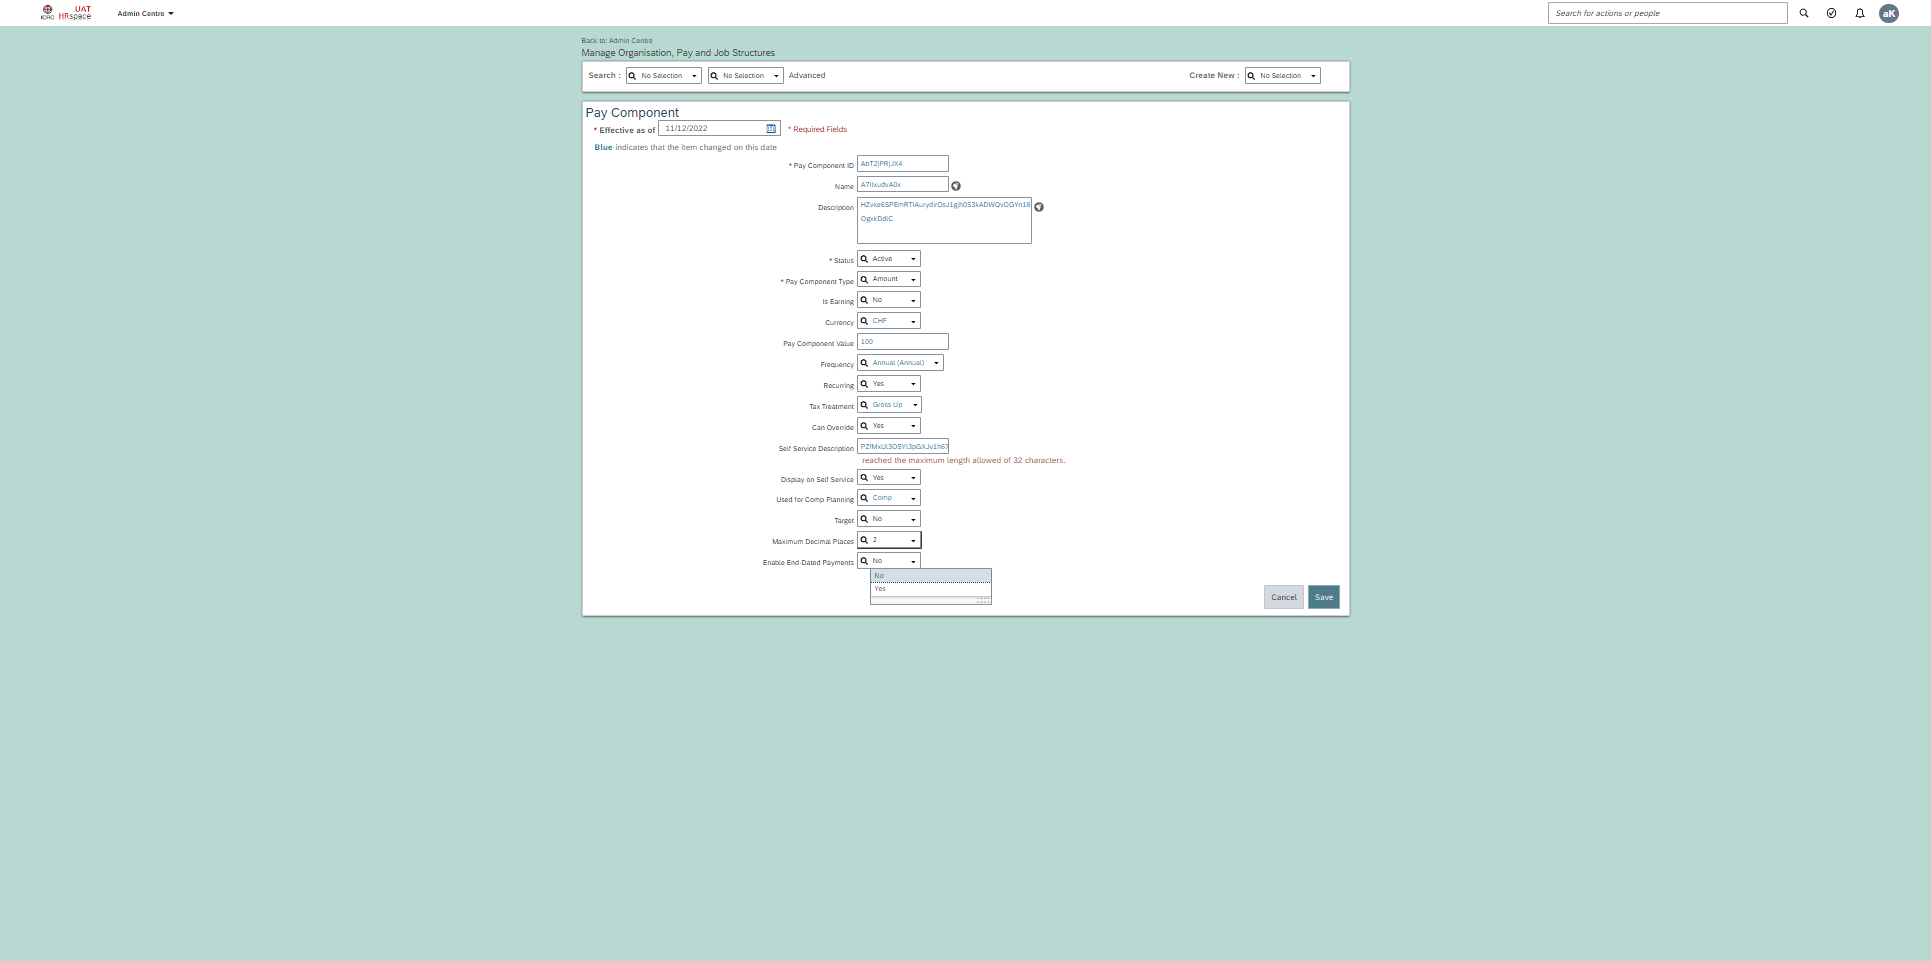 ICRC
UAT
HRspace
Admin Centre
Search for actions or people
aK
Back to: Admin Centre
Manage Organisation, Pay and Job Structures
Search : No Selection No Selection Advanced
Create New : No Selection
Pay Component
* Effective as of 11/12/2022 * Required Fields
Blue indicates that the item changed on this date
* Pay Component ID AbT2jPRjJX4
Name
Description
OgxkDdlC
* Status Active
* Pay Component Type Amount
Is Earning No
Currency CHF
Pay Component Value 100
Frequency Annual (Annual)
Recurring Yes
Tax Treatment Gross Up
Can Override Yes
Self Service Description
reached the maximum length allowed of 32 characters.
Display on Self Service Yes
Used for Comp Planning Comp
Target No
Maximum Decimal Places 2
Enable End-Dated Payments No
No
Yes
Cancel Save